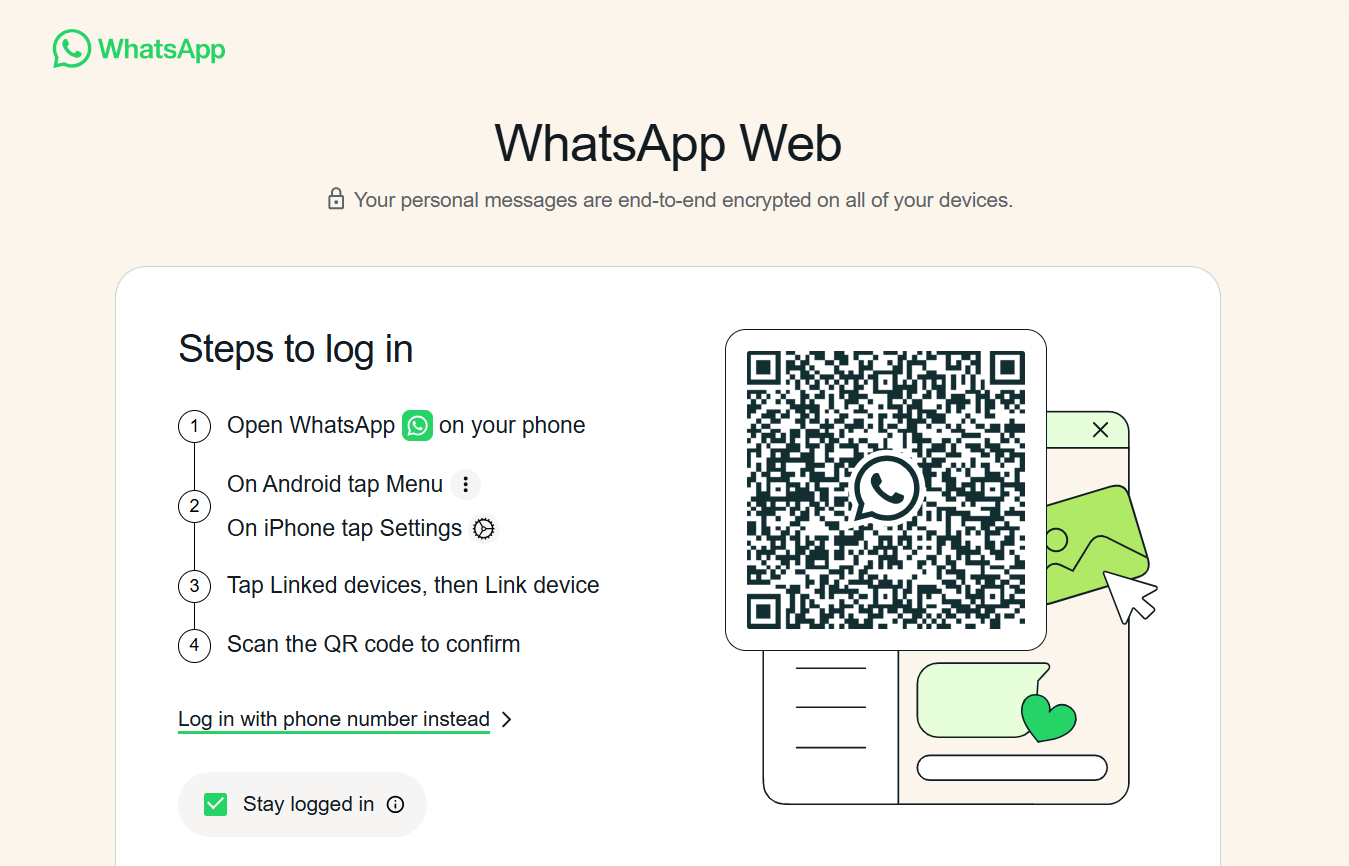 WhatsApp
WhatsApp Web
Your personal messages are end-to-end encrypted on all of your devices.
Steps to log in
1 Open WhatsApp on your phone
2 On Android tap Menu
On iPhone tap Settings
3 Tap Linked devices, then Link device
4 Scan the QR code to confirm
Log in with phone number instead
Stay logged in